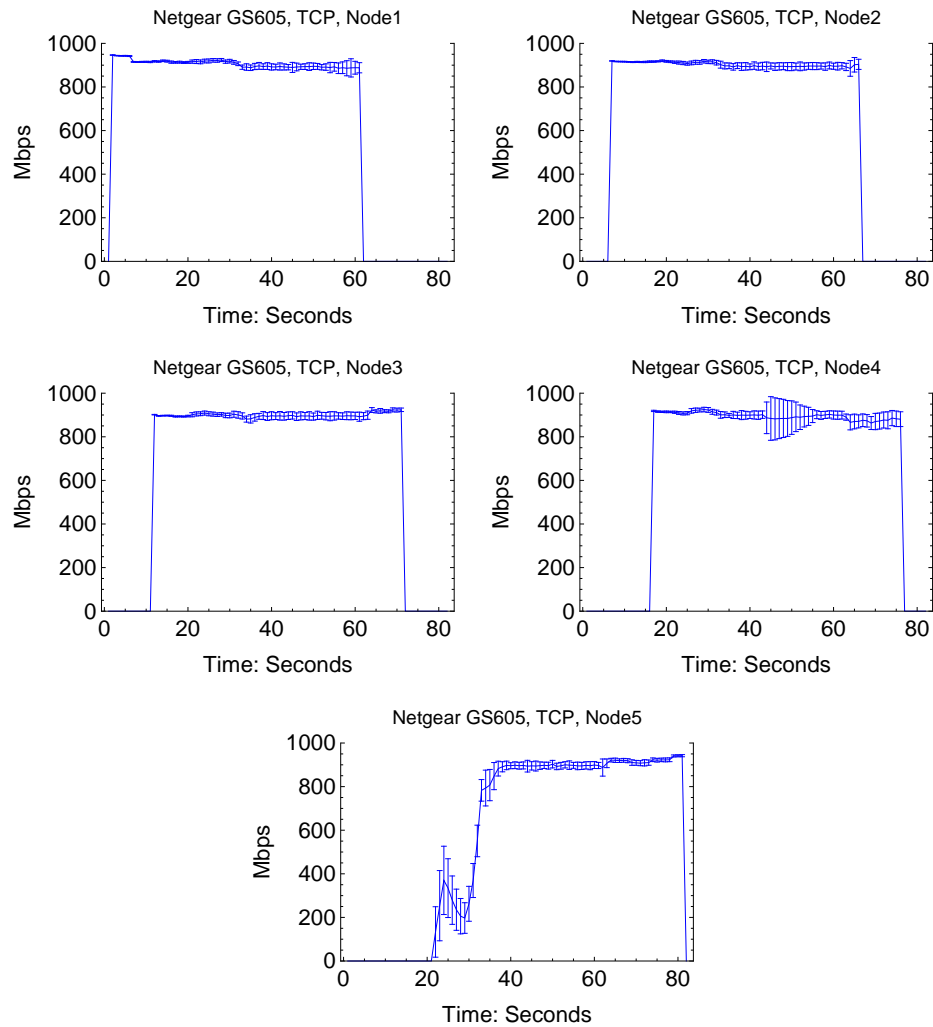 Netgear GS605, TCP, Node1
1000
800
600
400
200
0
0 20 40 60 80
Mbps
Time: Seconds
Netgear GS605, TCP, Node2
1000
800
600
400
200
0
0 20 40 60 80
Mbps
Time: Seconds
Netgear GS605, TCP, Node3
1000
800
600
400
200
0
0 20 40 60 80
Mbps
Time: Seconds
Netgear GS605, TCP, Node4
1000
800
600
400
200
0
0 20 40 60 80
Mbps
Time: Seconds
Netgear GS605, TCP, Node5
1000
800
600
400
200
0
0 20 40 60 80
Mbps
Time: Seconds